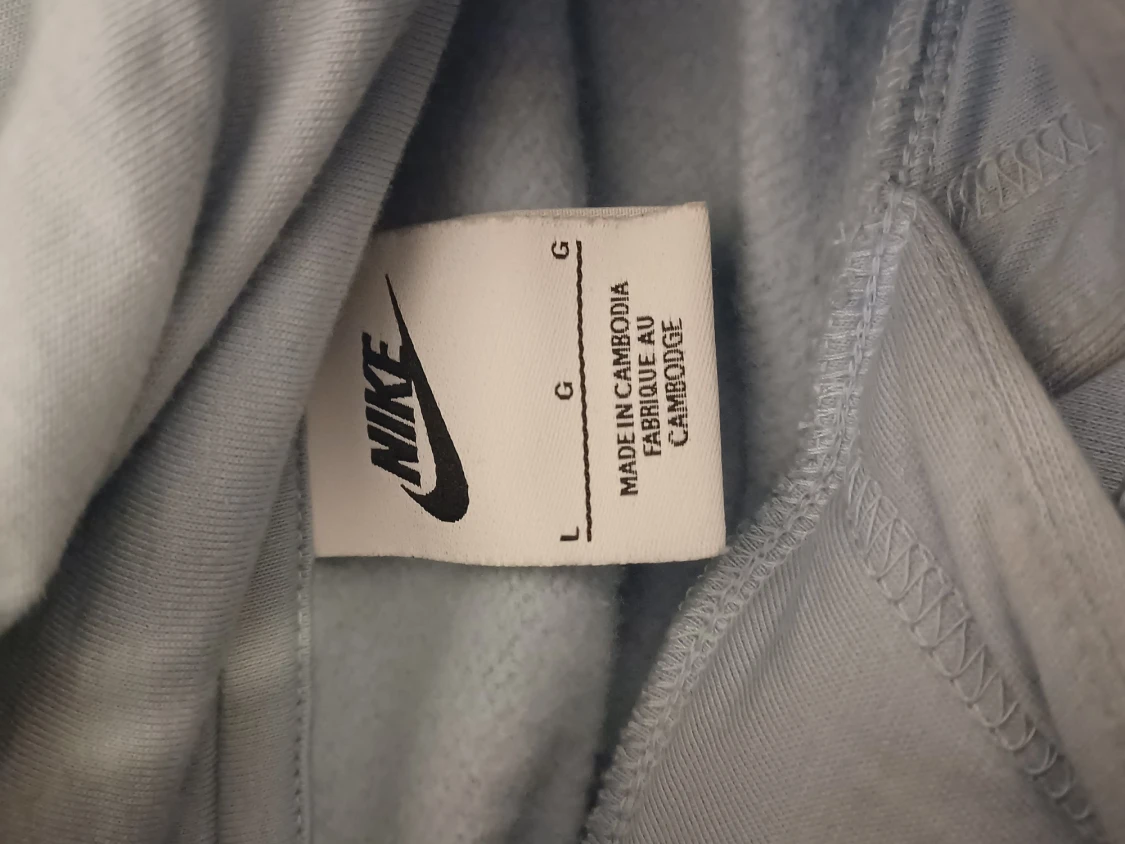 NIKE
L G G
MADE IN CAMBODIA
FABRIQUE AU
CAMBODGE